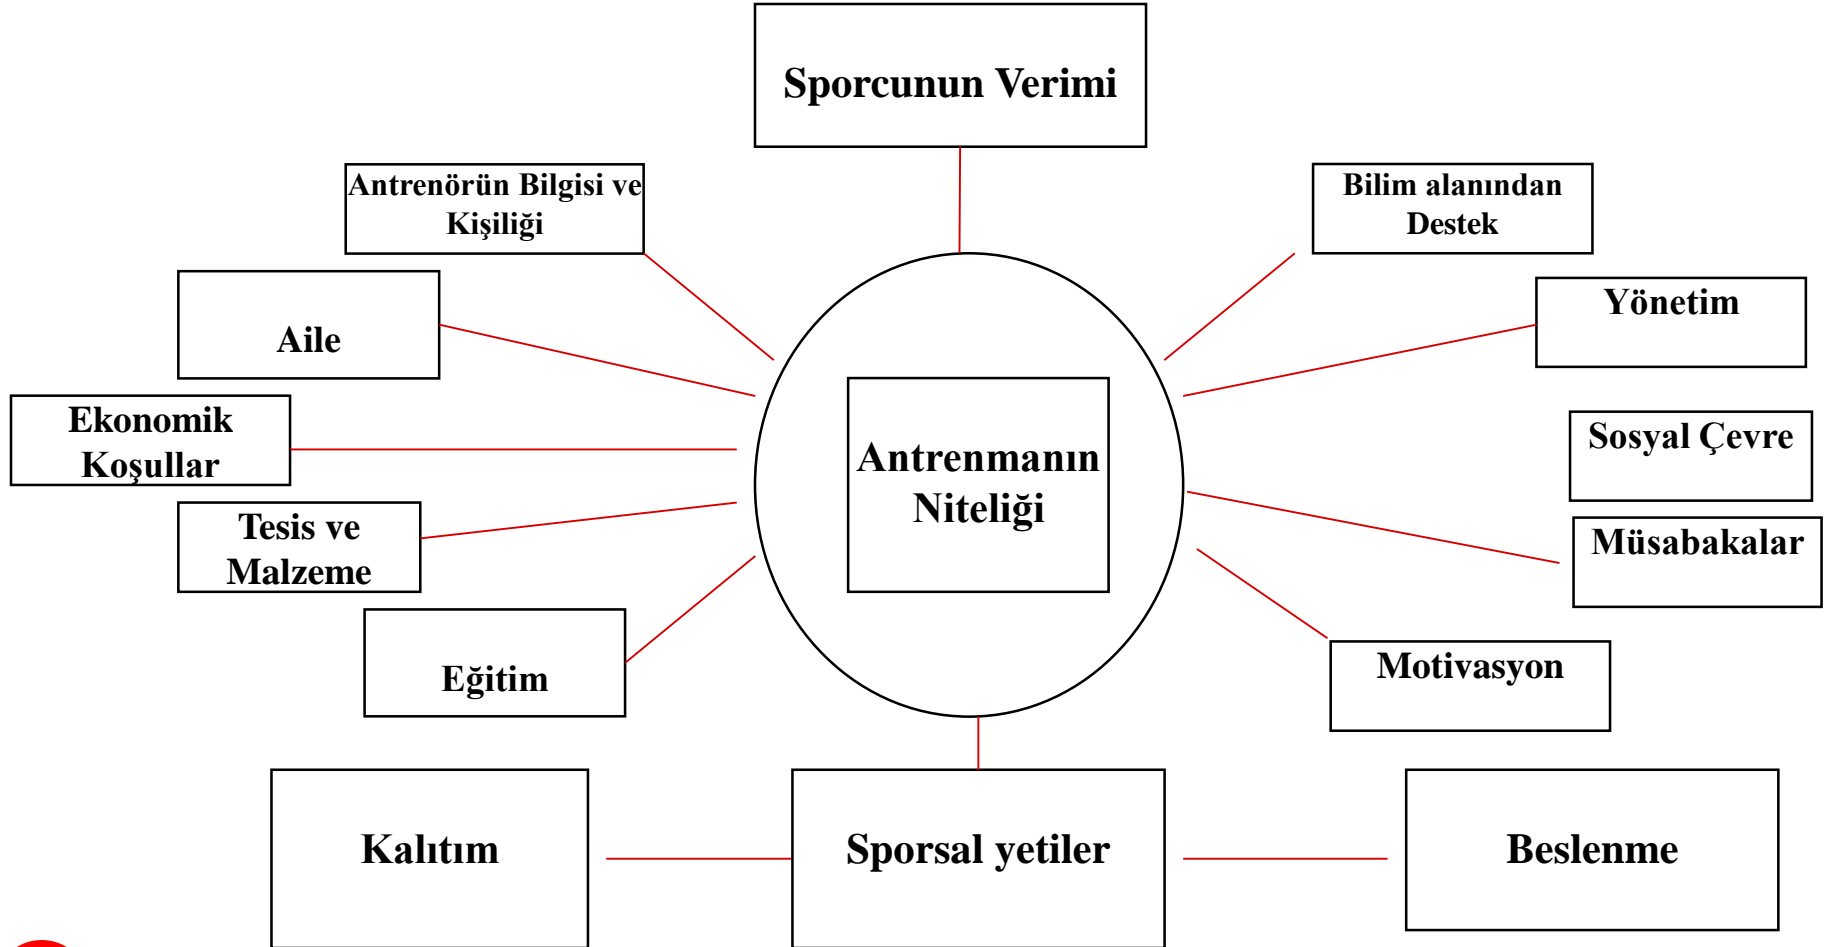 Sporcunun Verimi
Antrenörün Bilgisi ve
Kişiliği
Bilim alanından
Destek
Aile
Yönetim
Ekonomik
Koşullar
Sosyal Çevre
Antrenmanın
Niteliği
Tesis ve
Malzeme
Müsabakalar
Eğitim
Motivasyon
Kalıtım
Sporsal yetiler
Beslenme